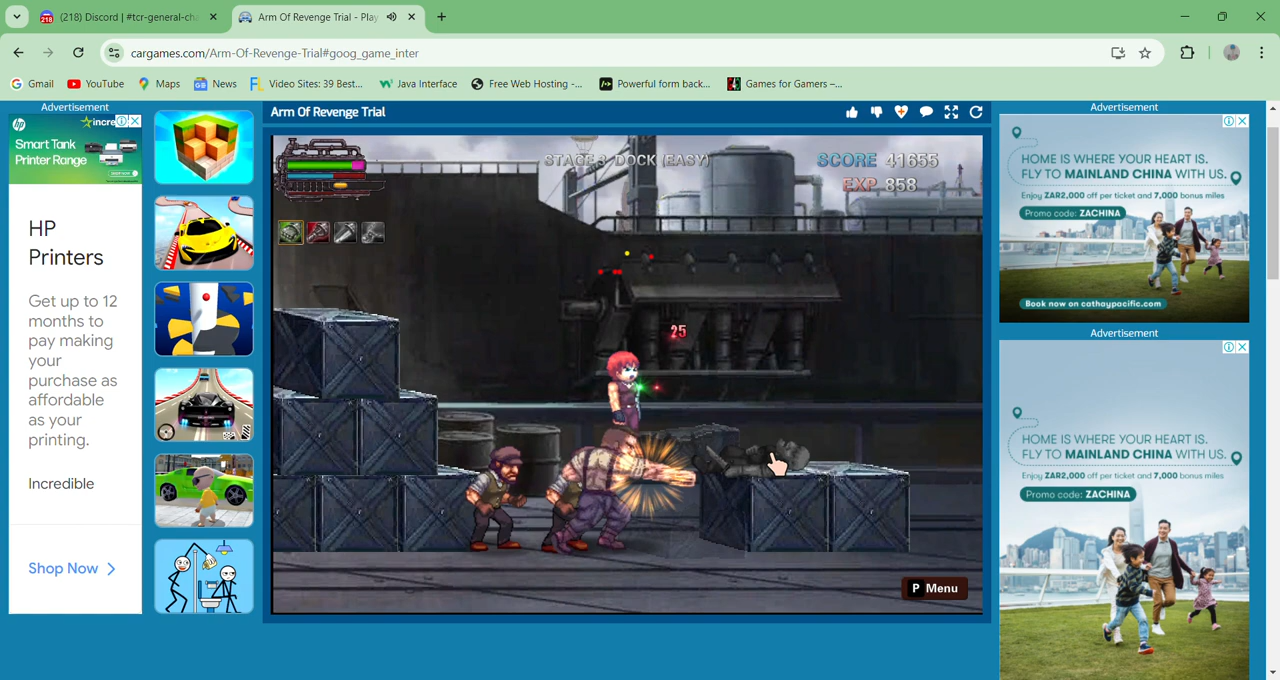 (218) Discord | #tcr-general-cha
Arm Of Revenge Trial - Play
cargames.com/Arm-Of-Revenge-Trial#goog_game_inter
Gmail
YouTube
Maps
News
Video Sites: 39 Best...
Java Interface
Free Web Hosting -...
Powerful form back...
Games for Gamers –...
Advertisement
hp
incre
Smart Tank
Printer Range
HP
Printers
Get up to 12
months to
pay making
your
purchase as
affordable
as your
printing.
Incredible
Shop Now
Arm Of Revenge Trial
STAGE 3 DOCK (EASY)
SCORE 41655
EXP 858
25
P Menu
Advertisement
HOME IS WHERE YOUR HEART IS.
FLY TO MAINLAND CHINA WITH US.
Enjoy ZAR2,000 off per ticket and 7,000 bonus miles
Promo code: ZACHINA
Book now on cathaypacific.com
Advertisement
HOME IS WHERE YOUR HEART IS.
FLY TO MAINLAND CHINA WITH US.
Enjoy ZAR2,000 off per ticket and 7,000 bonus miles
Promo code: ZACHINA